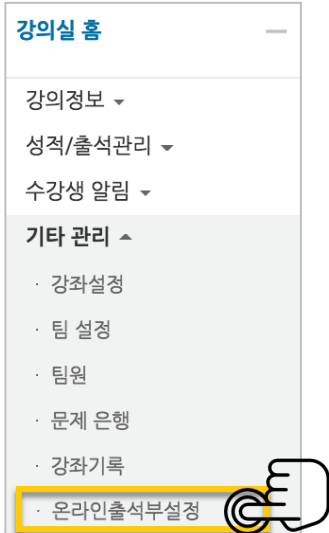 강의실 홈
강의정보
성적/출석관리
수강생 알림
기타 관리
· 강좌설정
· 팀 설정
· 팀원
· 문제 은행
· 강좌기록
· 온라인출석부설정